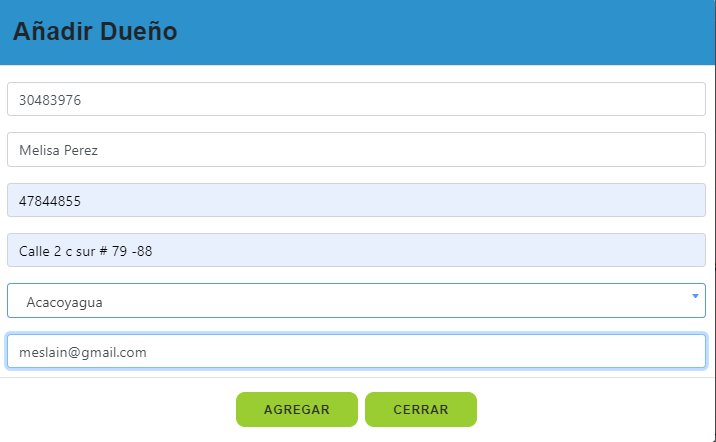 Añadir Dueño
30483976
Melisa Perez
47844855
Calle 2 c sur # 79 -88
Acacoyagua
meslain@gmail.com
AGREGAR CERRAR